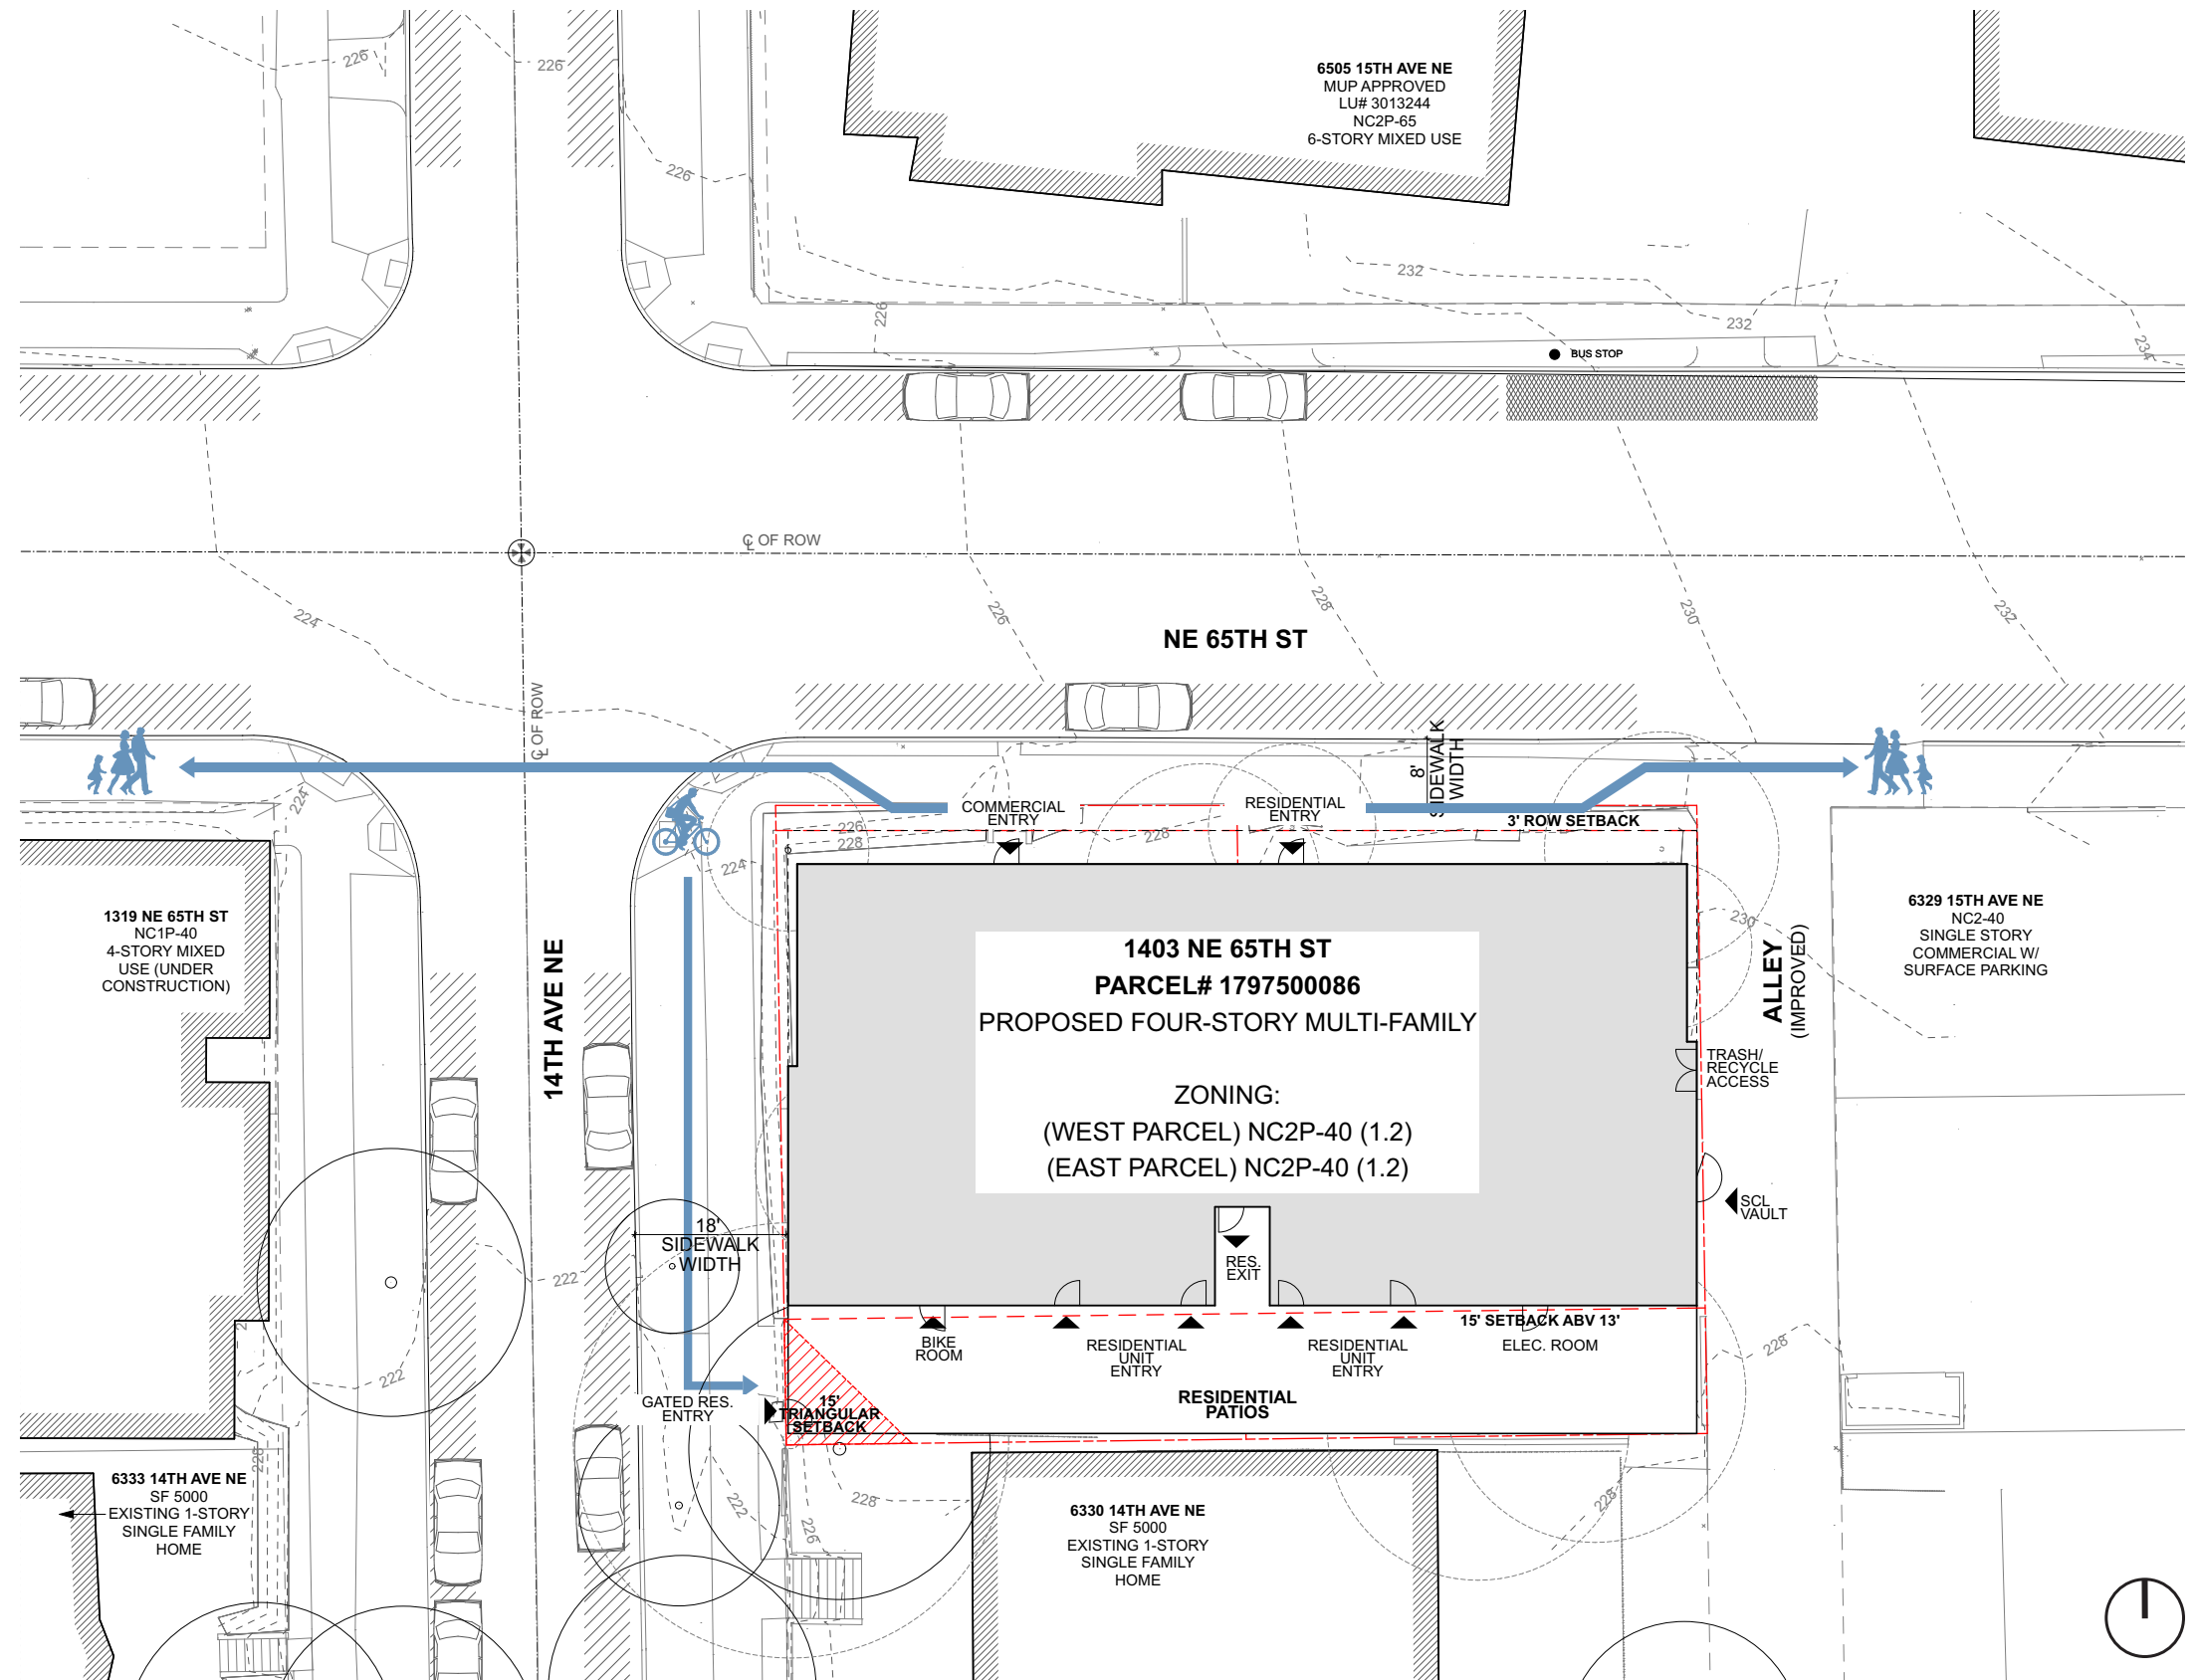 226
226
6505 15TH AVE NE
MUP APPROVED
LU# 3013244
NC2P-65
6-STORY MIXED USE
226
232
226
232
234
BUS STOP
℄ OF ROW
224
226
228
230
232
NE 65TH ST
℄ OF ROW
8'
SIDEWALK
WIDTH
224
COMMERCIAL
ENTRY
RESIDENTIAL
ENTRY
3' ROW SETBACK
226
228
228
224
1319 NE 65TH ST
NC1P-40
4-STORY MIXED
USE (UNDER
CONSTRUCTION)
14TH AVE NE
1403 NE 65TH ST
PARCEL# 1797500086
PROPOSED FOUR-STORY MULTI-FAMILY
ZONING:
(WEST PARCEL) NC2P-40 (1.2)
(EAST PARCEL) NC2P-40 (1.2)
230
ALLEY
(IMPROVED)
6329 15TH AVE NE
NC2-40
SINGLE STORY
COMMERCIAL W/
SURFACE PARKING
TRASH/
RECYCLE
ACCESS
SCL
VAULT
18'
SIDEWALK
WIDTH
222
RES.
EXIT
15' SETBACK ABV 13'
BIKE
ROOM
RESIDENTIAL
UNIT
ENTRY
RESIDENTIAL
UNIT
ENTRY
ELEC. ROOM
228
222
GATED RES.
ENTRY
15'
TRIANGULAR
SETBACK
RESIDENTIAL
PATIOS
228
6333 14TH AVE NE
SF 5000
EXISTING 1-STORY
SINGLE FAMILY
HOME
222
226
228
6330 14TH AVE NE
SF 5000
EXISTING 1-STORY
SINGLE FAMILY
HOME
228